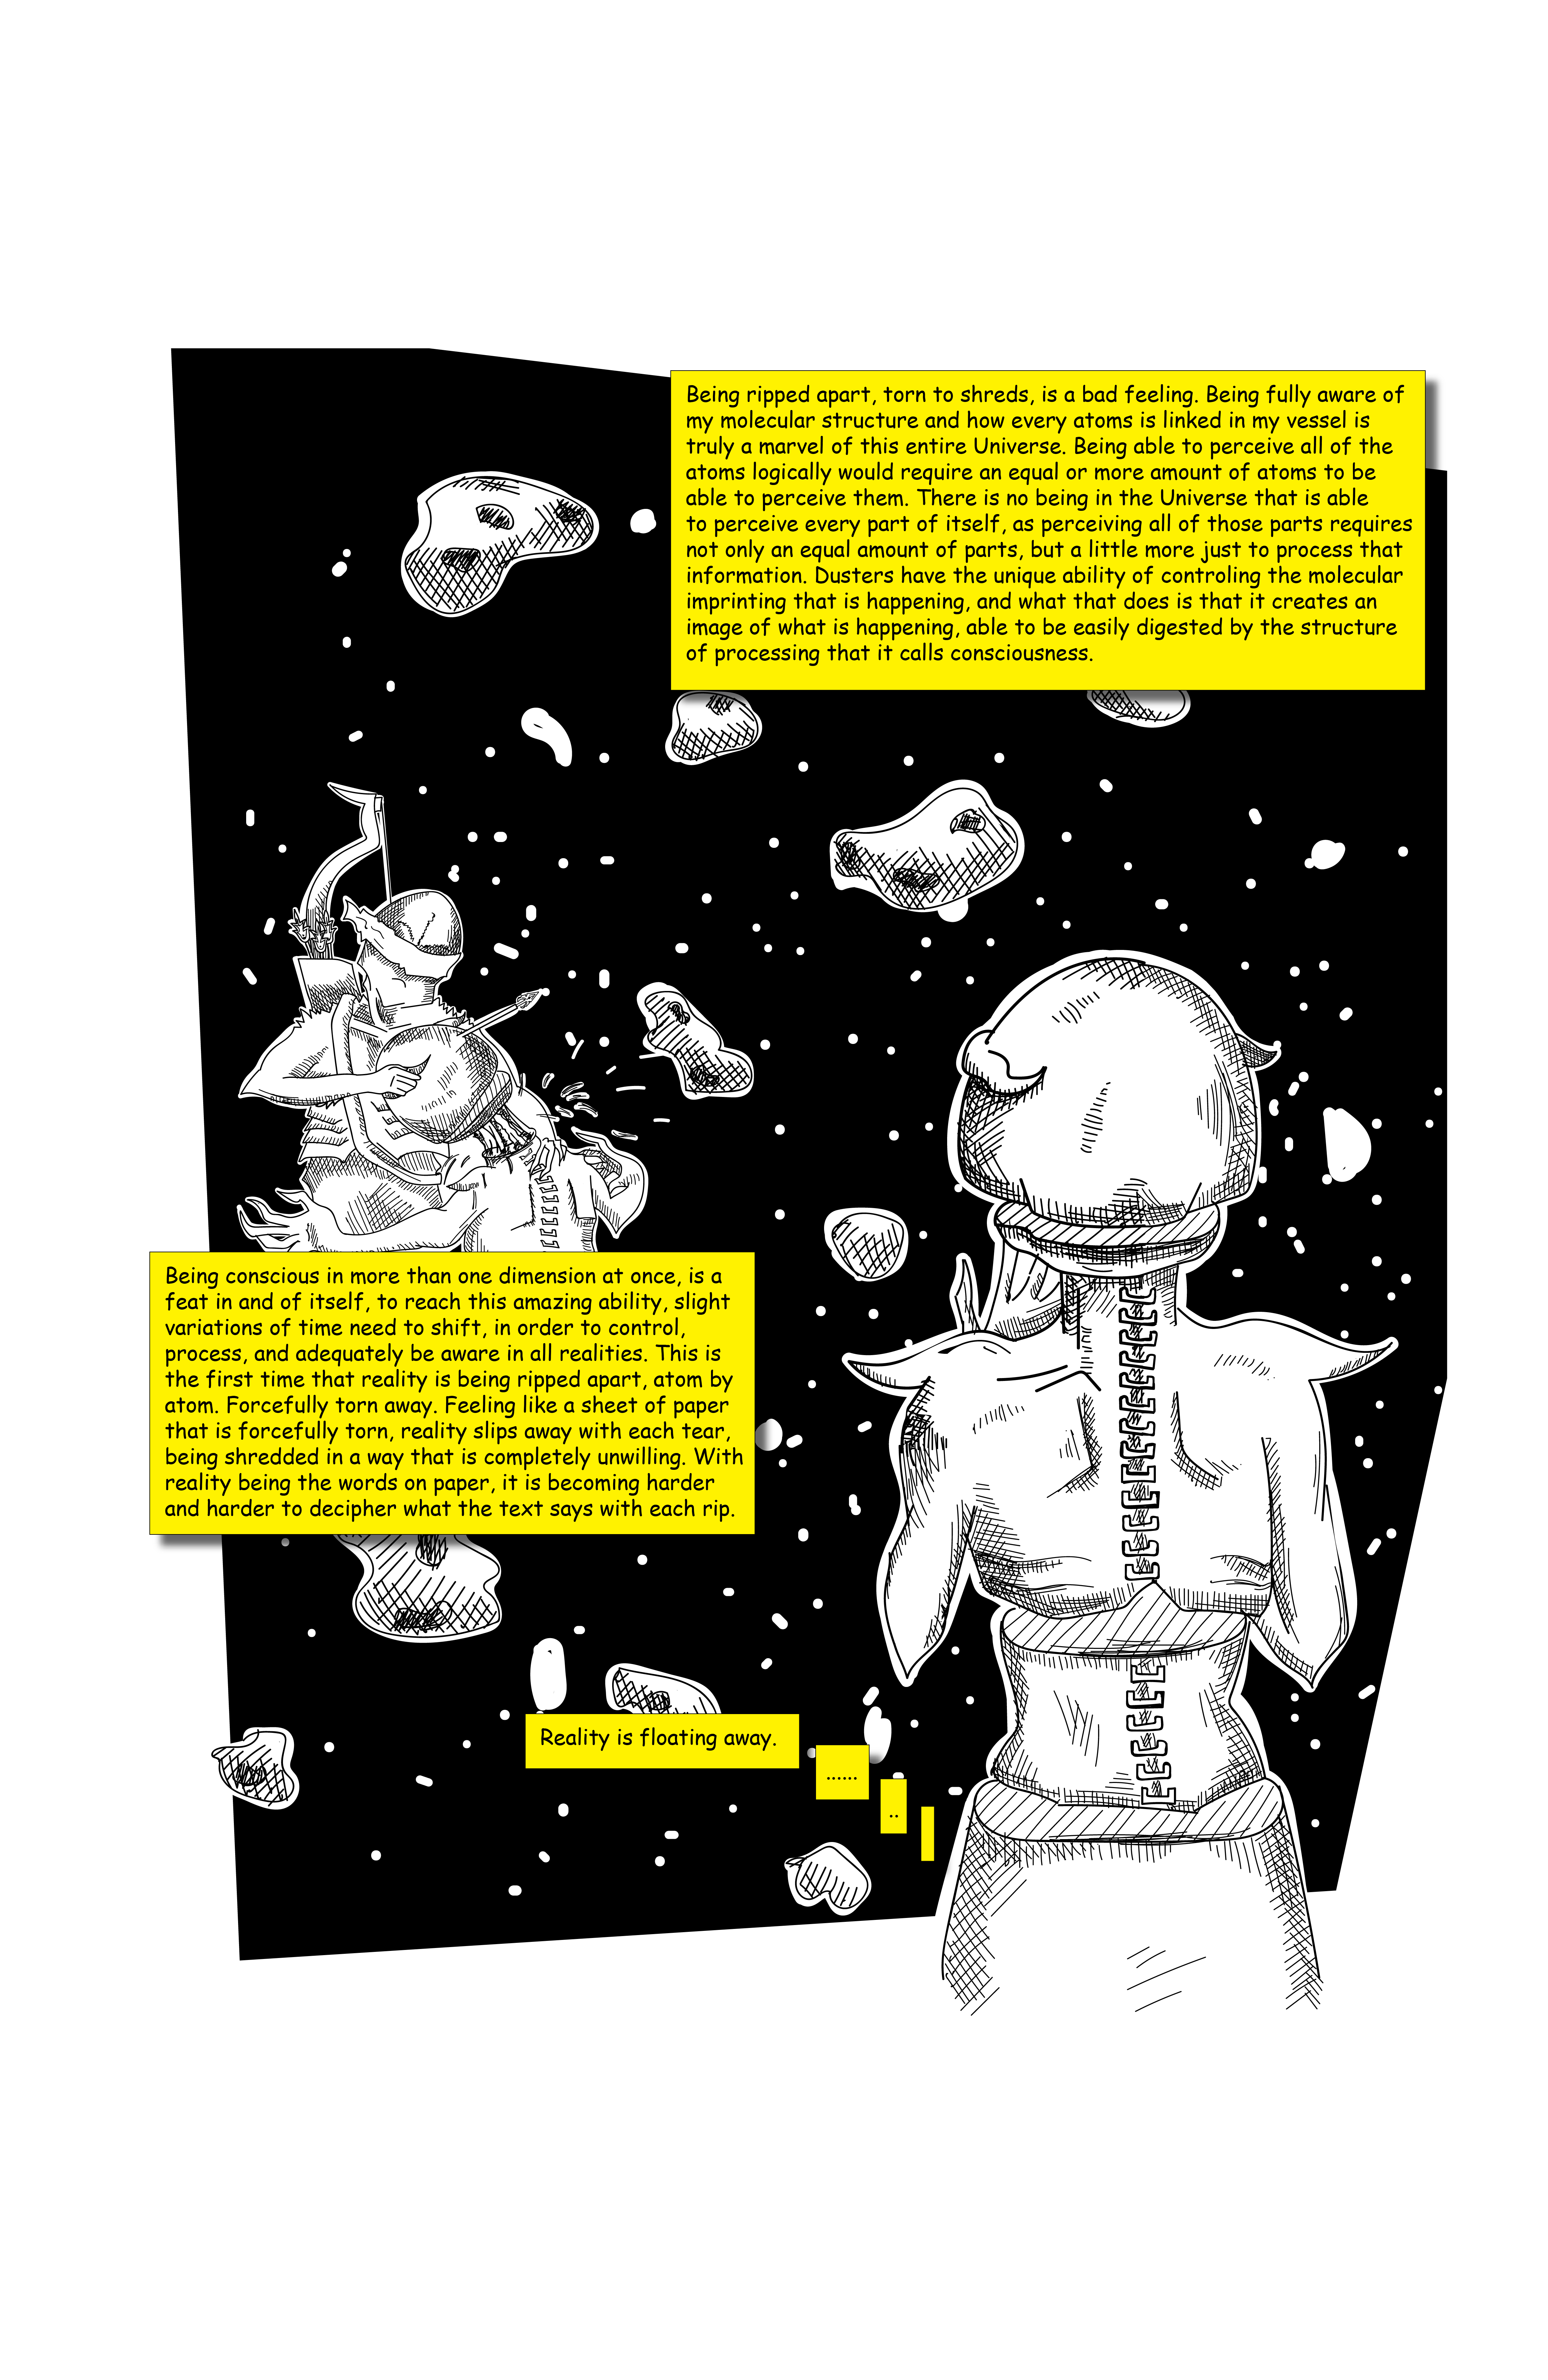 Being ripped apart, torn to shreds, is a bad feeling. Being fully aware of
my molecular structure and how every atoms is linked in my vessel is
truly a marvel of this entire Universe. Being able to perceive all of the
atoms logically would require an equal or more amount of atoms to be
able to perceive them. There is no being in the Universe that is able
to perceive every part of itself, as perceiving all of those parts requires
not only an equal amount of parts, but a little more just to process that
information. Dusters have the unique ability of controling the molecular
imprinting that is happening, and what that does is that it creates an
image of what is happening, able to be easily digested by the structure
of processing that it calls consciousness.
Being conscious in more than one dimension at once, is a
feat in and of itself, to reach this amazing ability, slight
variations of time need to shift, in order to control,
process, and adequately be aware in all realities. This is
the first time that reality is being ripped apart, atom by
atom. Forcefully torn away. Feeling like a sheet of paper
that is forcefully torn, reality slips away with each tear,
being shredded in a way that is completely unwilling. With
reality being the words on paper, it is becoming harder
and harder to decipher what the text says with each rip.
Reality is floating away.
......
..